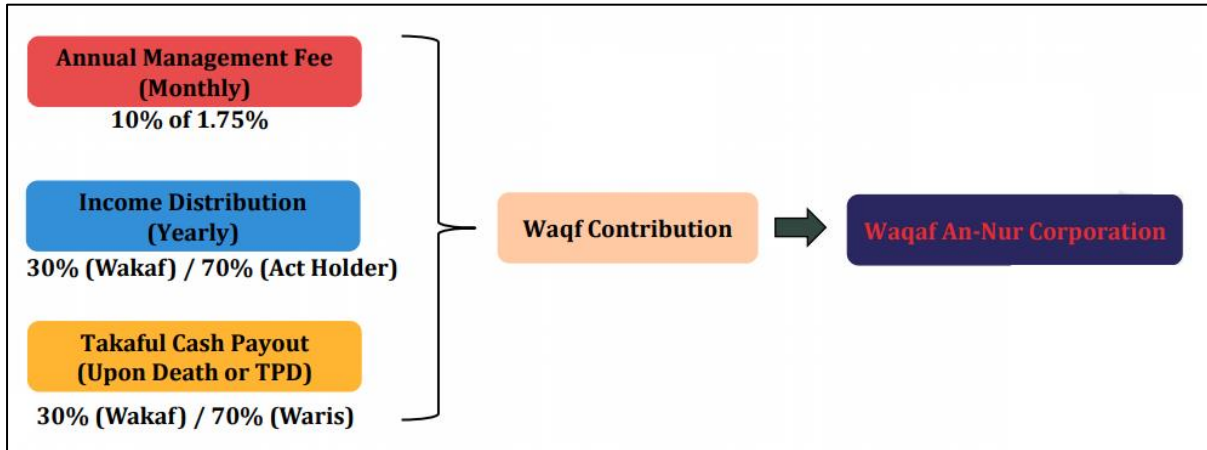 Annual Management Fee
(Monthly)
10% of 1.75%
Income Distribution
(Yearly)
30% (Wakaf) / 70% (Act Holder)
Takaful Cash Payout
(Upon Death or TPD)
30% (Wakaf) / 70% (Waris)
Waqf Contribution
Waqaf An-Nur Corporation